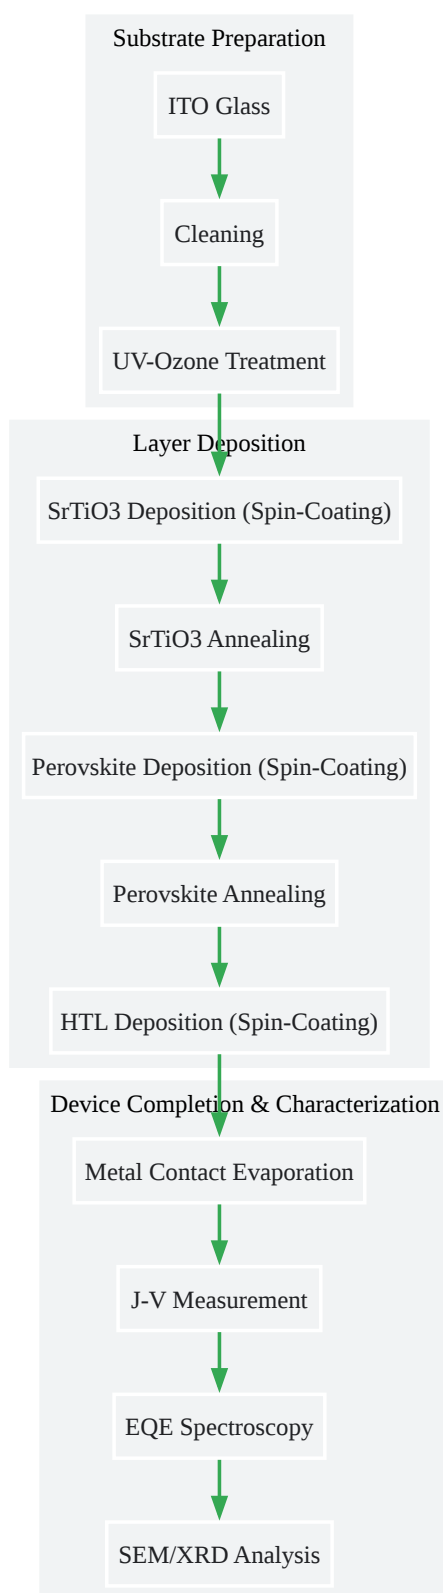 Substrate Preparation
ITO Glass
Cleaning
UV-Ozone Treatment
Layer Deposition
SrTiO3 Deposition (Spin-Coating)
SrTiO3 Annealing
Perovskite Deposition (Spin-Coating)
Perovskite Annealing
HTL Deposition (Spin-Coating)
Device Completion & Characterization
Metal Contact Evaporation
J-V Measurement
EQE Spectroscopy
SEM/XRD Analysis